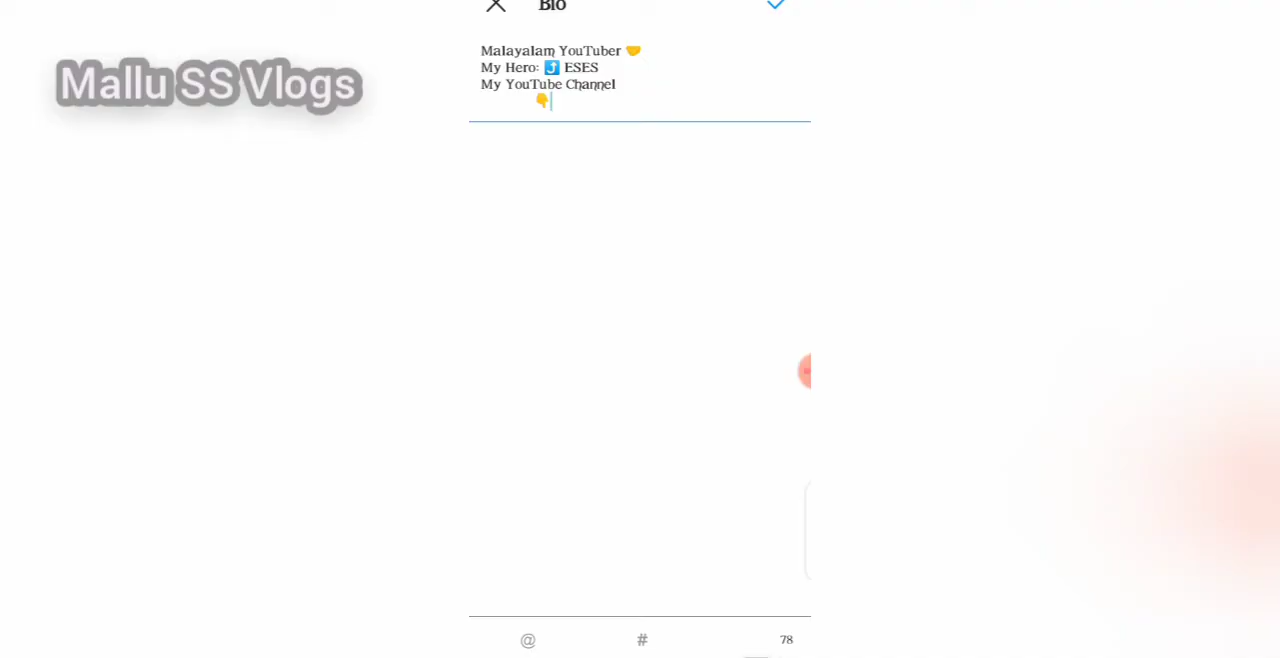 Bio
Mallu SS Vlogs
Malayalam YouTuber 🤝
My Hero: ⤴️ ESES
My YouTube Channel
👇
@ # 78